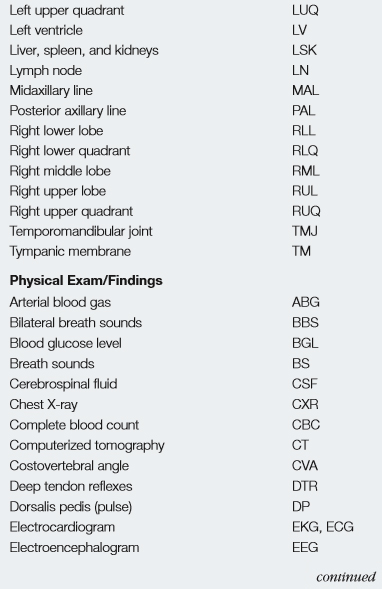 Left upper quadrant LUQ
Left ventricle LV
Liver, spleen, and kidneys LSK
Lymph node LN
Midaxillary line MAL
Posterior axillary line PAL
Right lower lobe RLL
Right lower quadrant RLQ
Right middle lobe RML
Right upper lobe RUL
Right upper quadrant RUQ
Temporomandibular joint TMJ
Tympanic membrane TM
Physical Exam/Findings
Arterial blood gas ABG
Bilateral breath sounds BBS
Blood glucose level BGL
Breath sounds BS
Cerebrospinal fluid CSF
Chest X-ray CXR
Complete blood count CBC
Computerized tomography CT
Costovertebral angle CVA
Deep tendon reflexes DTR
Dorsalis pedis (pulse) DP
Electrocardiogram EKG, ECG
Electroencephalogram EEG
continued